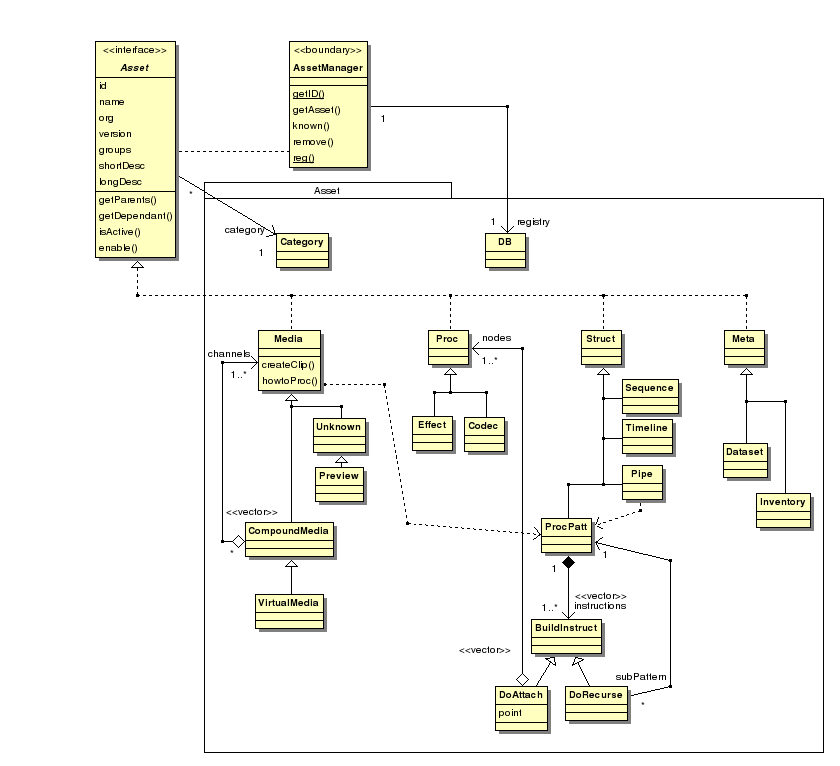 <<interface>>
Asset
id
name
org
version
groups
shortDesc
longDesc
getParents()
getDependant()
isActive()
enable()
<<boundary>>
AssetManager
getID()
getAsset()
known()
remove()
reg()
1
*
Asset
category
1
Category
1
registry
DB
channels
1..*
Media
createClip()
howtoProc()
Proc
nodes
1..*
Struct
Meta
Unknown
Preview
Effect
Codec
Sequence
Timeline
Pipe
Dataset
Inventory
<<vector>>
CompoundMedia
*
VirtualMedia
ProcPatt
1
1
<<vector>>
1..*
instructions
BuildInstruct
<<vector>>
DoAttach
point
DoRecurse
subPattern
*